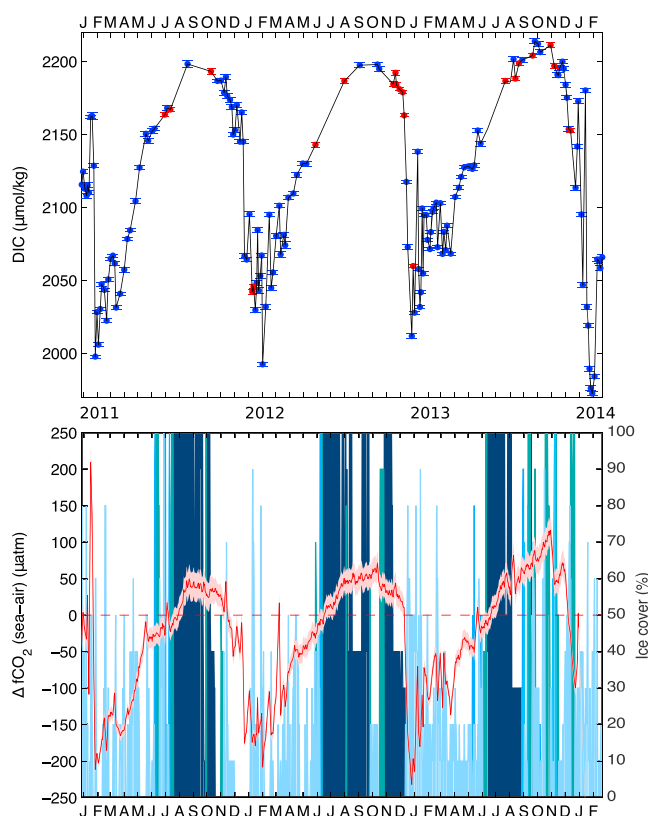 J F M A M J J A S O N D J F M A M J J A S O N D J F M A M J J A S O N D J F
2200
2150
2100
2050
2000
DIC (μmol/kg)
2011 2012 2013 2014
250 100
200 90
150 80
100 70
50 60
0 50
−50 40
−100 30
−150 20
−200 10
−250 0
Δ fCO2 (sea−air) (μatm)
Ice cover (%)
J F M A M J J A S O N D J F M A M J J A S O N D J F M A M J J A S O N D J F